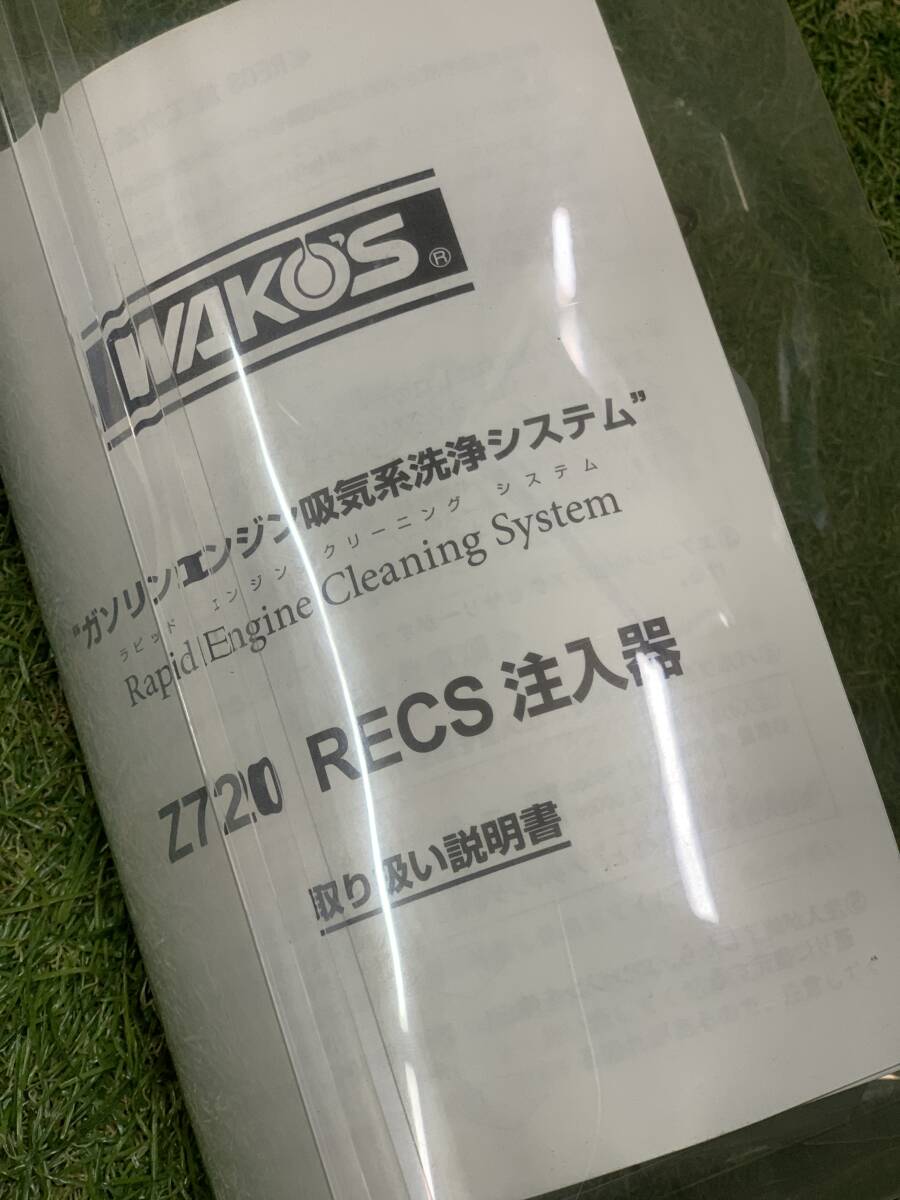 WAKO'S®
"ガソリンエンジン吸気系洗浄システム"
ラピッド エンジン クリーニング システム
Rapid Engine Cleaning System
Z720 RECS 注入器
取り扱い説明書